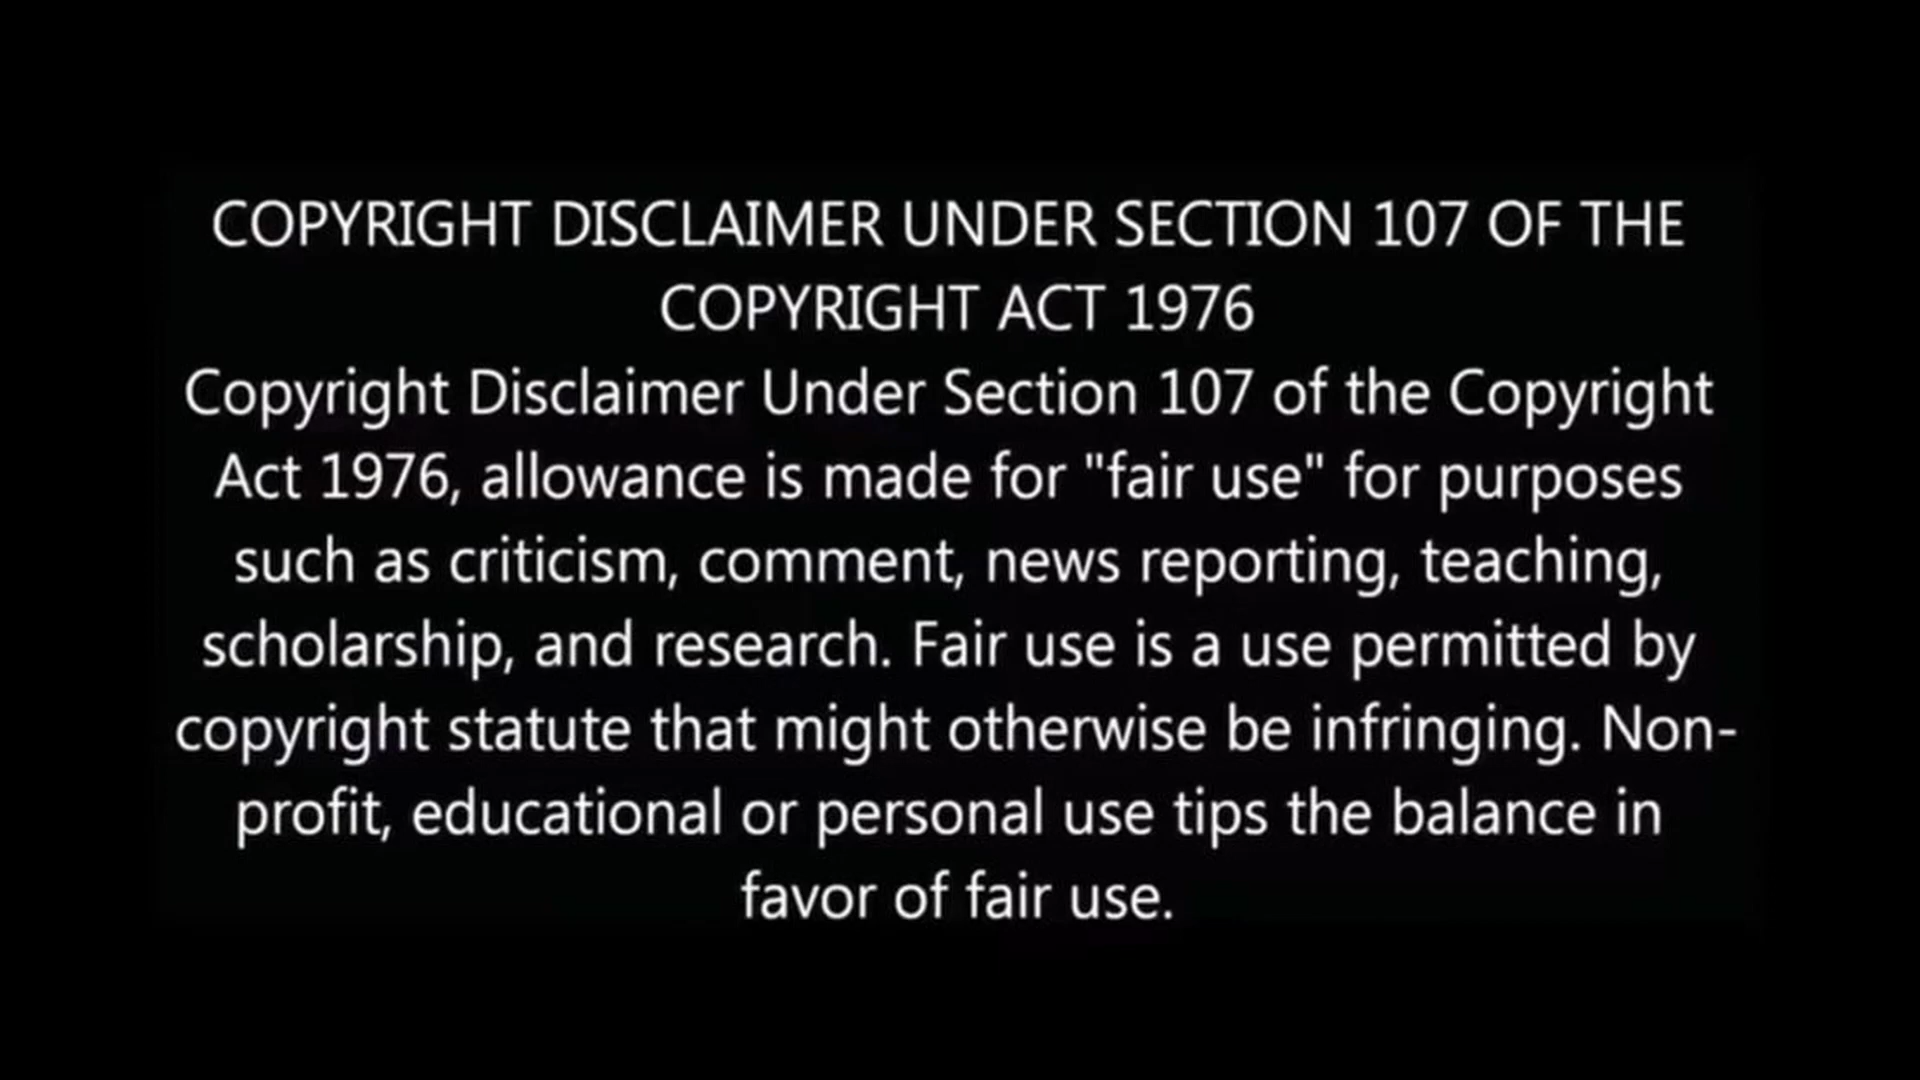 COPYRIGHT DISCLAIMER UNDER SECTION 107 OF THE
COPYRIGHT ACT 1976
Copyright Disclaimer Under Section 107 of the Copyright
Act 1976, allowance is made for "fair use" for purposes
such as criticism, comment, news reporting, teaching,
scholarship, and research. Fair use is a use permitted by
copyright statute that might otherwise be infringing. Non-
profit, educational or personal use tips the balance in
favor of fair use.